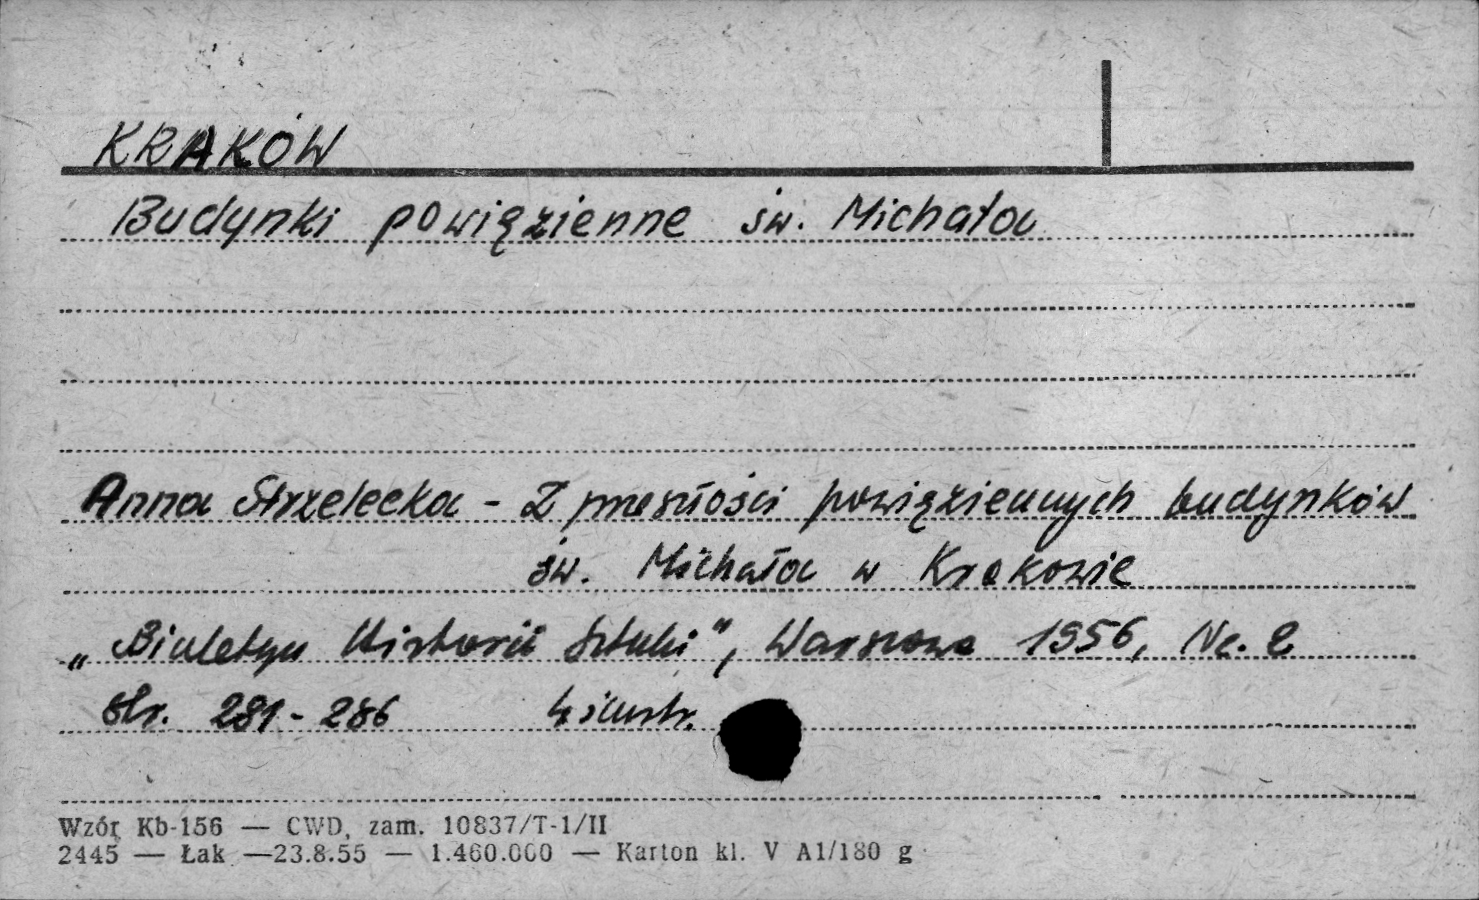 KRAKÓW
Budynki powięzienne św. Michała
Anna Strzelecka - Z przeszłości powięziennych budynków
św. Michała w Krakowie
„Biuletyn Historii Sztuki", Warszawa 1956, Nr. 2
str. 281-286 4 ilustr.
Wzór Kb-156 — CWD, zam. 10837/T-1/II
2445 — Łak —23.8.55 — 1.460.000 — Karton kl. V A1/180 g